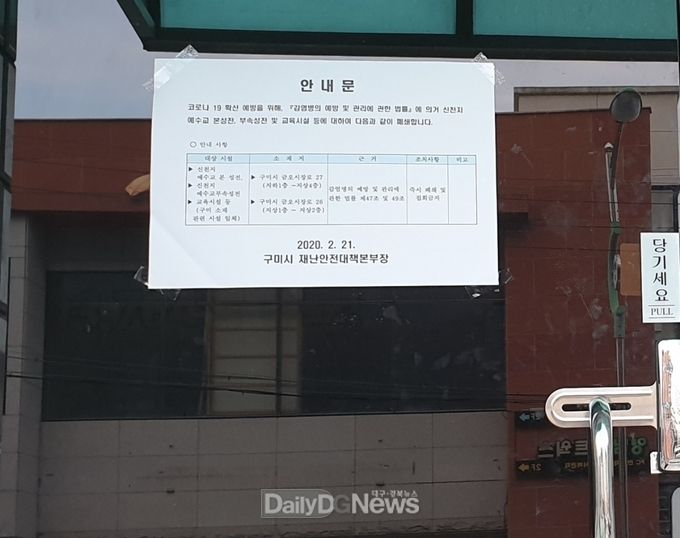 안 내 문
코로나 19 확산 예방을 위해, 『감염병의 예방 및 관리에 관한 법률』에 의거 신천지
예수교 본성전, 부속성전 및 교육시설 등에 대하여 다음과 같이 폐쇄합니다.
○ 안내 사항
대상 시설 소 재 지 근 거 조치사항 비고
▶ 신천지
예수교 본 성전,
▶ 신천지
예수교부속성전
▶ 교육시설 등
(구미 소재
관련 시설 일체)
▶ 구미시 금오시장로 27
(지하1층 ~지상4층)
▶ 구미시 금오시장로 26
(지상1층 ~ 지상2층)
감염병의 예방 및 관리에
관한 법률 제47조 및 49조
즉시 폐쇄 및
집회금지
2020. 2. 21.
구미시 재난안전대책본부장
당기세요
PULL
2F
대구·경북뉴스
DailyDGNews